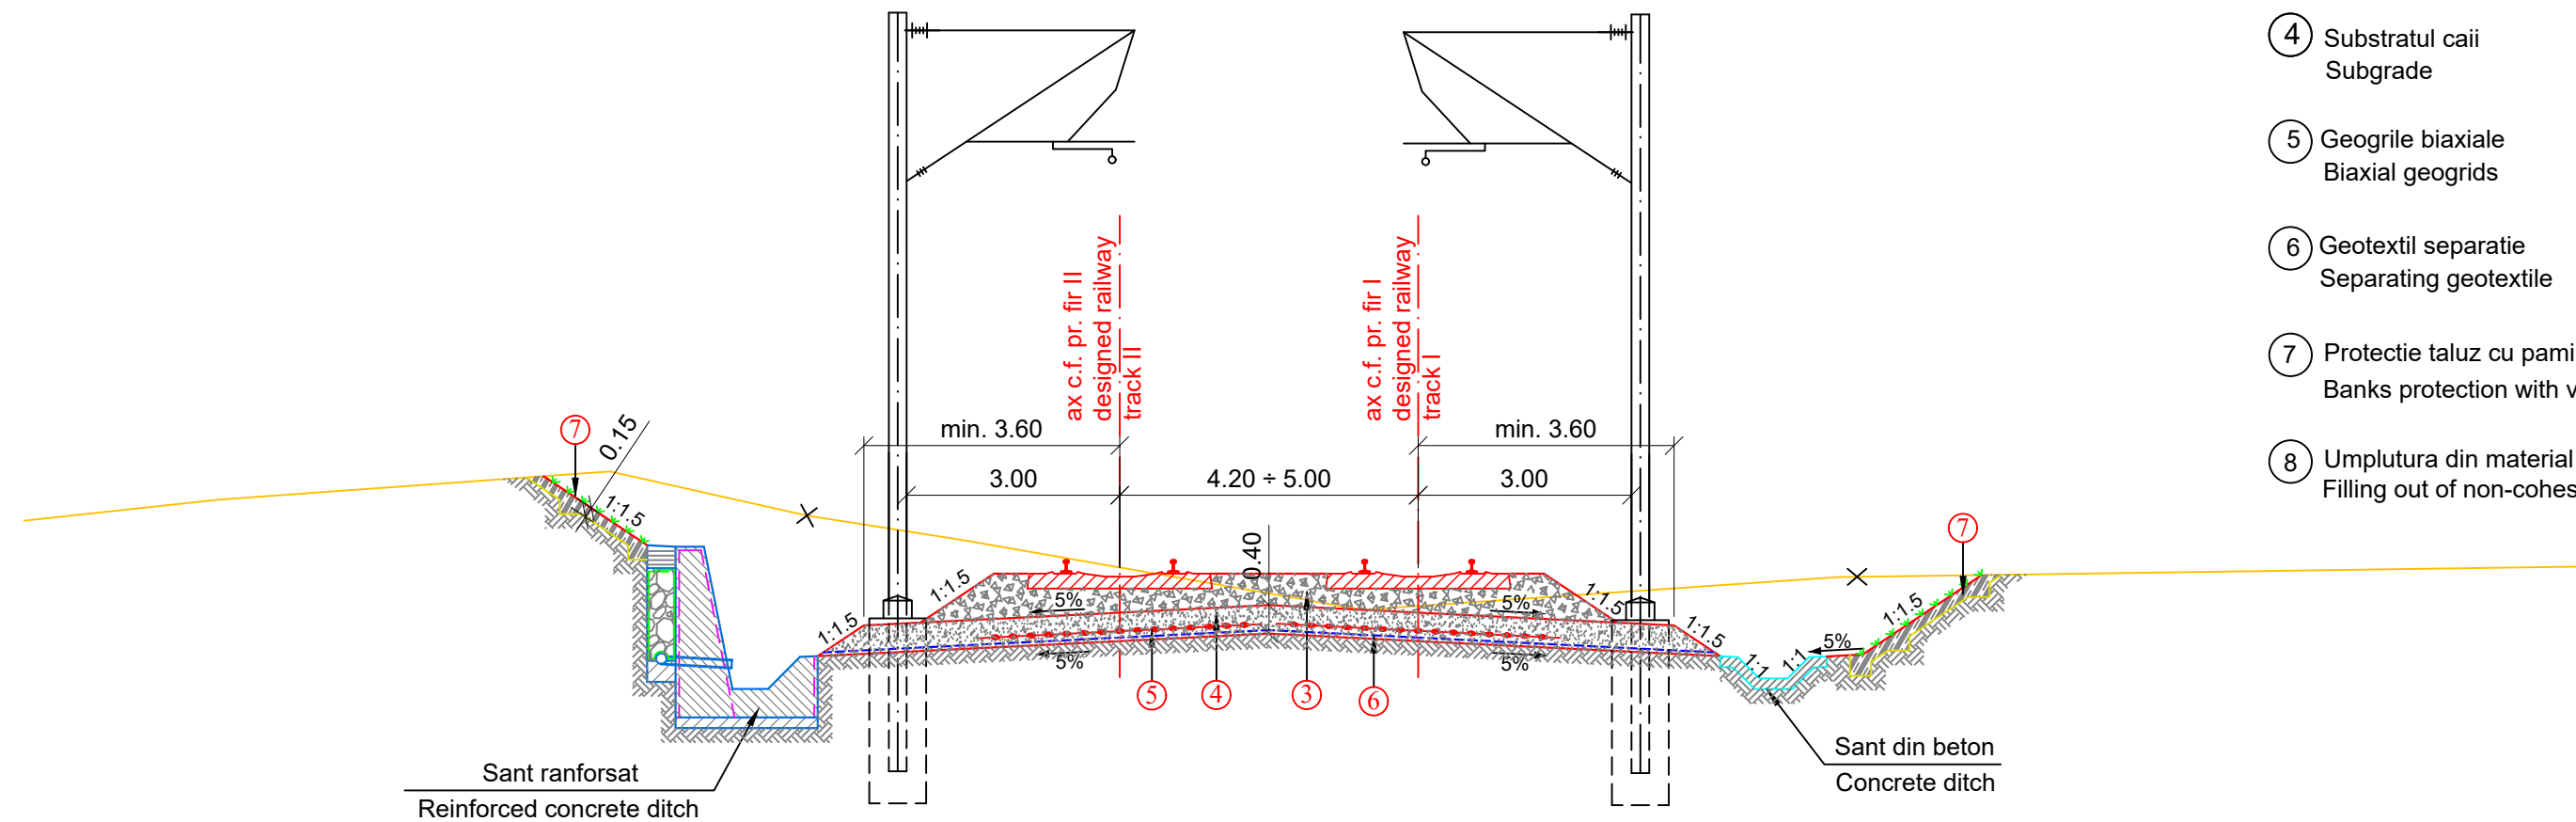 4 Substratul caii
Subgrade
5 Geogrile biaxiale
Biaxial geogrids
6 Geotextil separatie
Separating geotextile
7 Protectie taluz cu pami
Banks protection with v
8 Umplutura din material
Filling out of non-cohes
ax c.f. pr. fir II
designed railway
track II
ax c.f. pr. fir I
designed railway
track I
min. 3.60
min. 3.60
3.00
4.20 ÷ 5.00
3.00
7
0.15
1:1.5
0.40
7
1:1.5
1:1.5
5%
5%
1:1.5
1:1.5
1:1.5
5%
5%
1:1
1:1
5%
5
4
3
6
Sant ranforsat
Reinforced concrete ditch
Sant din beton
Concrete ditch